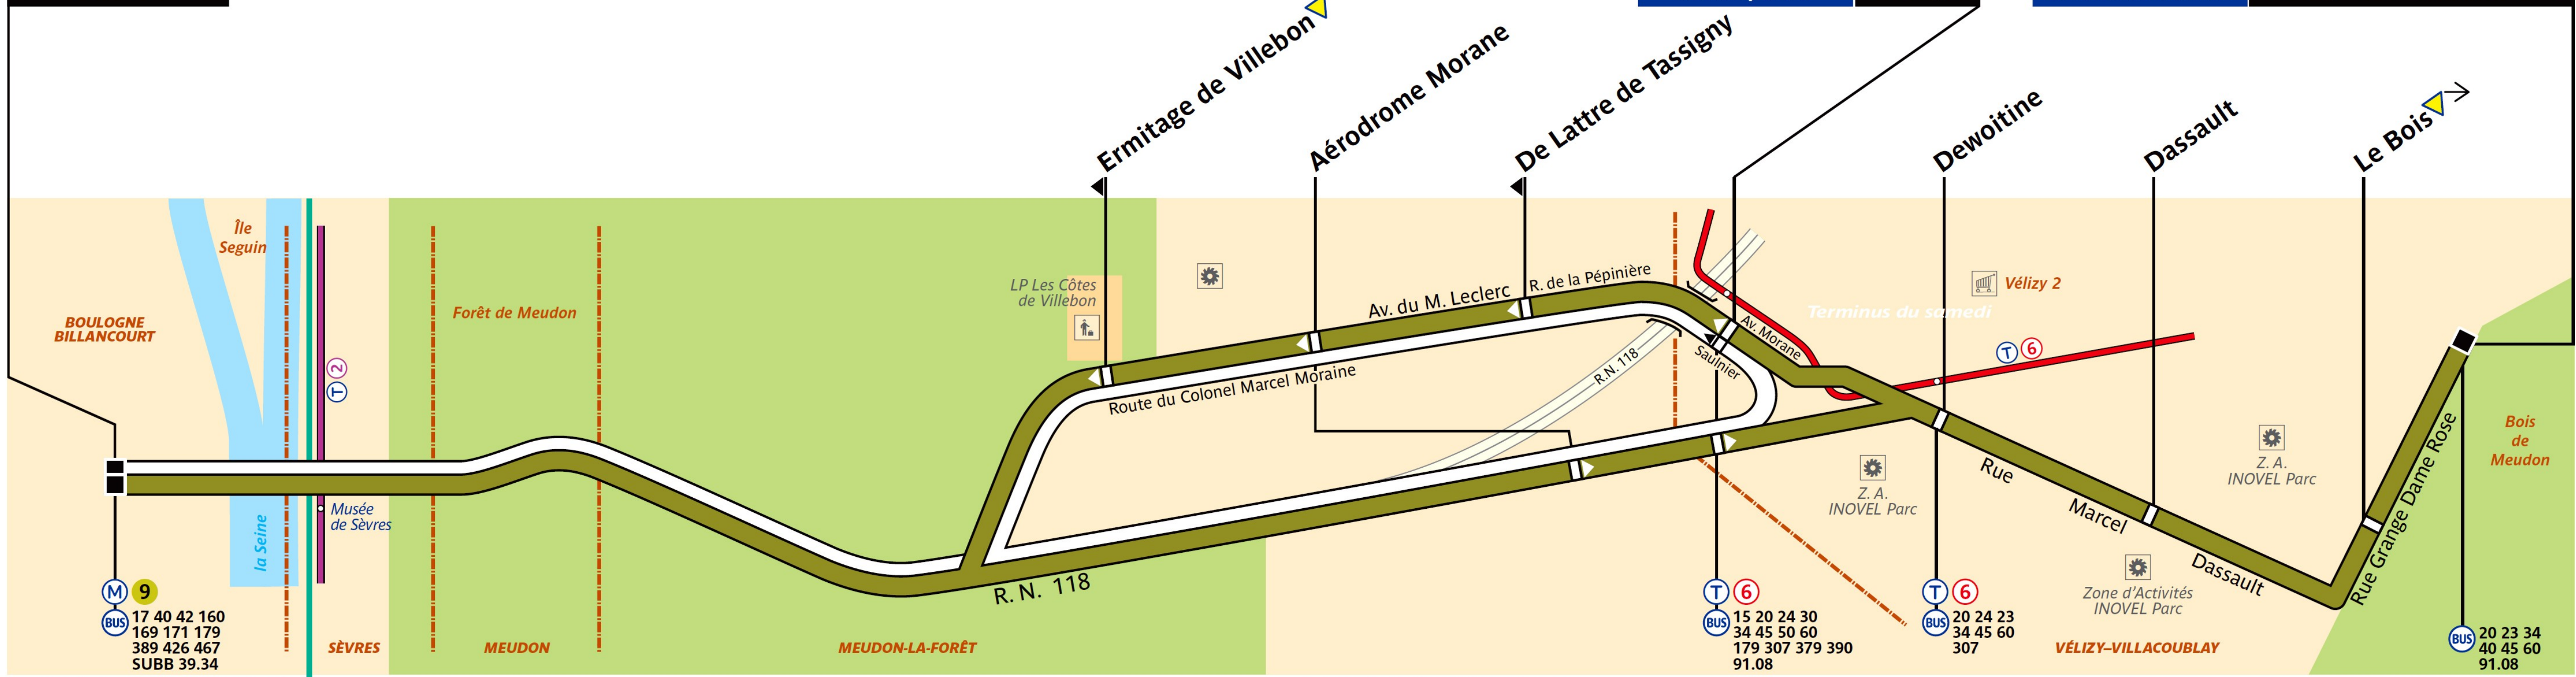 Ermitage de Villebon
Aérodrome Morane
De Lattre de Tassigny
Dewoitine
Dassault
Le Bois
Île
Seguin
BOULOGNE
BILLANCOURT
la Seine
T 2
Musée
de Sèvres
SÈVRES
Forêt de Meudon
MEUDON
MEUDON-LA-FORÊT
LP Les Côtes
de Villebon
Av. du M. Leclerc
R. de la Pépinière
Route du Colonel Marcel Moraine
R.N. 118
Av. Morane
Saulnier
Terminus du samedi
Vélizy 2
T 6
R. N. 118
Z. A.
INOVEL Parc
Z. A.
INOVEL Parc
Zone d'Activités
INOVEL Parc
Rue
Marcel
Dassault
Rue Grange Dame Rose
Bois
de
Meudon
VÉLIZY–VILLACOUBLAY
M 9
BUS 17 40 42 160
169 171 179
389 426 467
SUBB 39.34
T 6
BUS 15 20 24 30
34 45 50 60
179 307 379 390
91.08
T 6
BUS 20 24 23
34 45 60
307
BUS 20 23 34
40 45 60
91.08